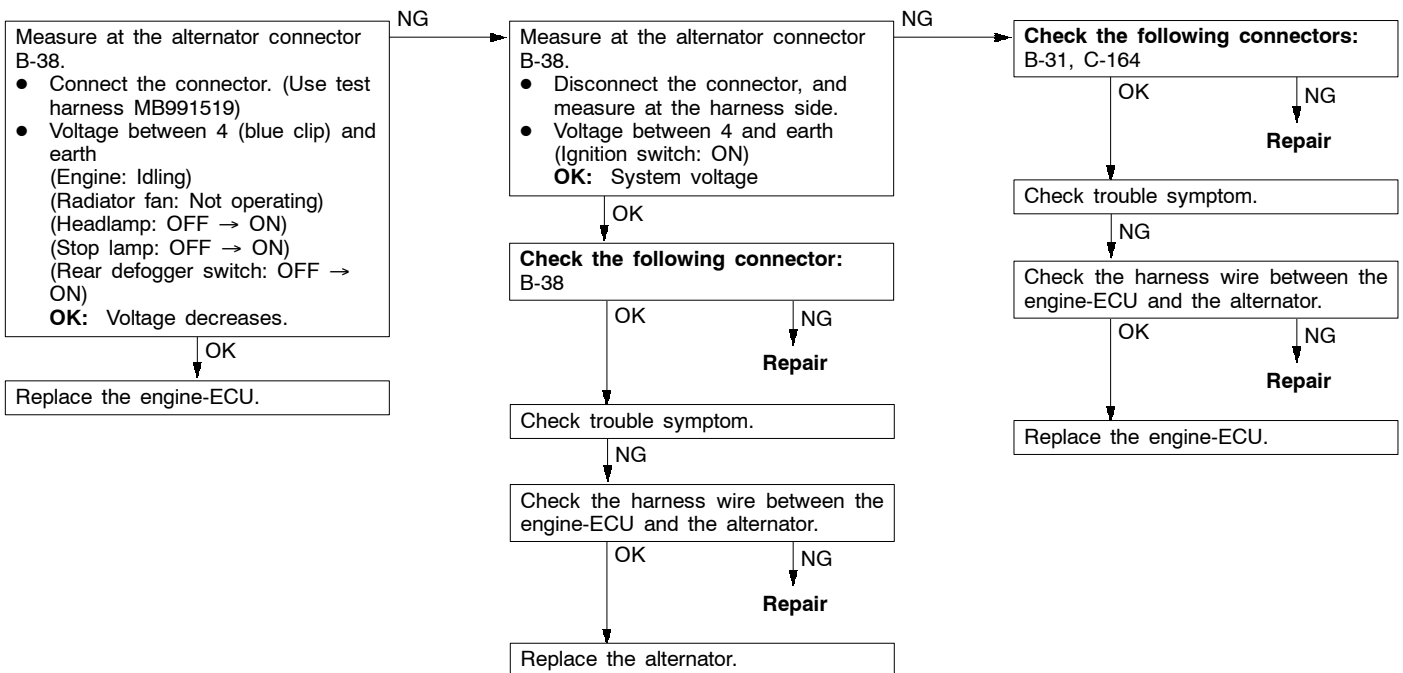 Measure at the alternator connector
B-38.
● Connect the connector. (Use test
harness MB991519)
● Voltage between 4 (blue clip) and
earth
(Engine: Idling)
(Radiator fan: Not operating)
(Headlamp: OFF → ON)
(Stop lamp: OFF → ON)
(Rear defogger switch: OFF →
ON)
OK: Voltage decreases.
OK
Replace the engine-ECU.
NG
Measure at the alternator connector
B-38.
● Disconnect the connector, and
measure at the harness side.
● Voltage between 4 and earth
(Ignition switch: ON)
OK: System voltage
OK
Check the following connector:
B-38
OK
NG
Repair
Check trouble symptom.
NG
Check the harness wire between the
engine-ECU and the alternator.
OK
NG
Repair
Replace the alternator.
NG
Check the following connectors:
B-31, C-164
OK
NG
Repair
Check trouble symptom.
NG
Check the harness wire between the
engine-ECU and the alternator.
OK
NG
Repair
Replace the engine-ECU.